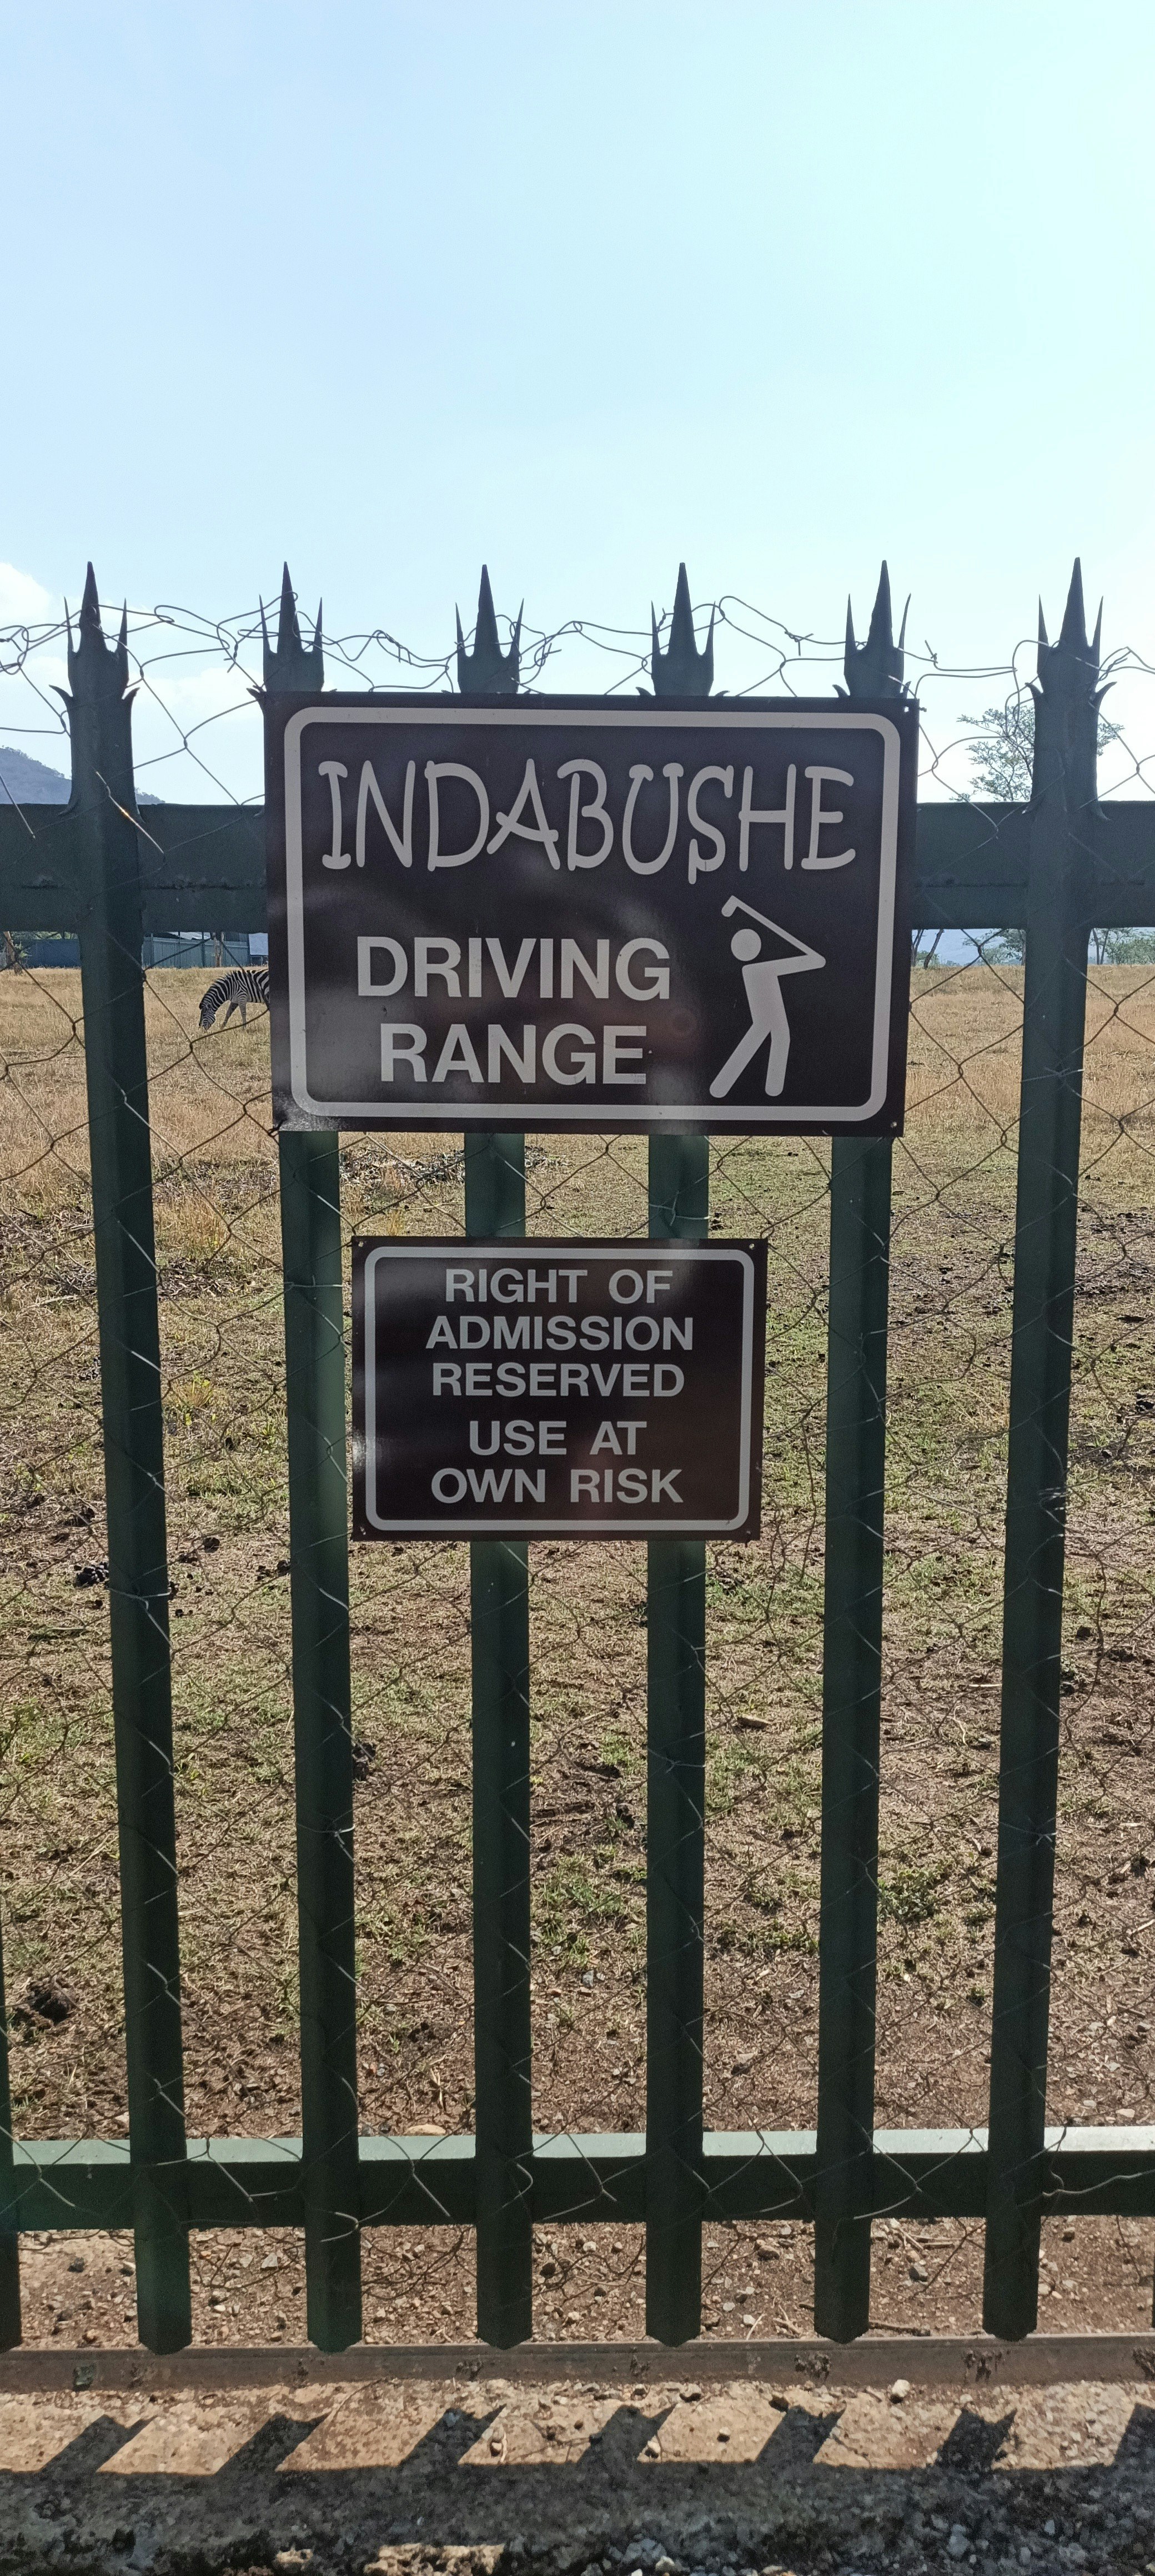 INDABUSHE
DRIVING
RANGE
RIGHT OF
ADMISSION
RESERVED
USE AT
OWN RISK